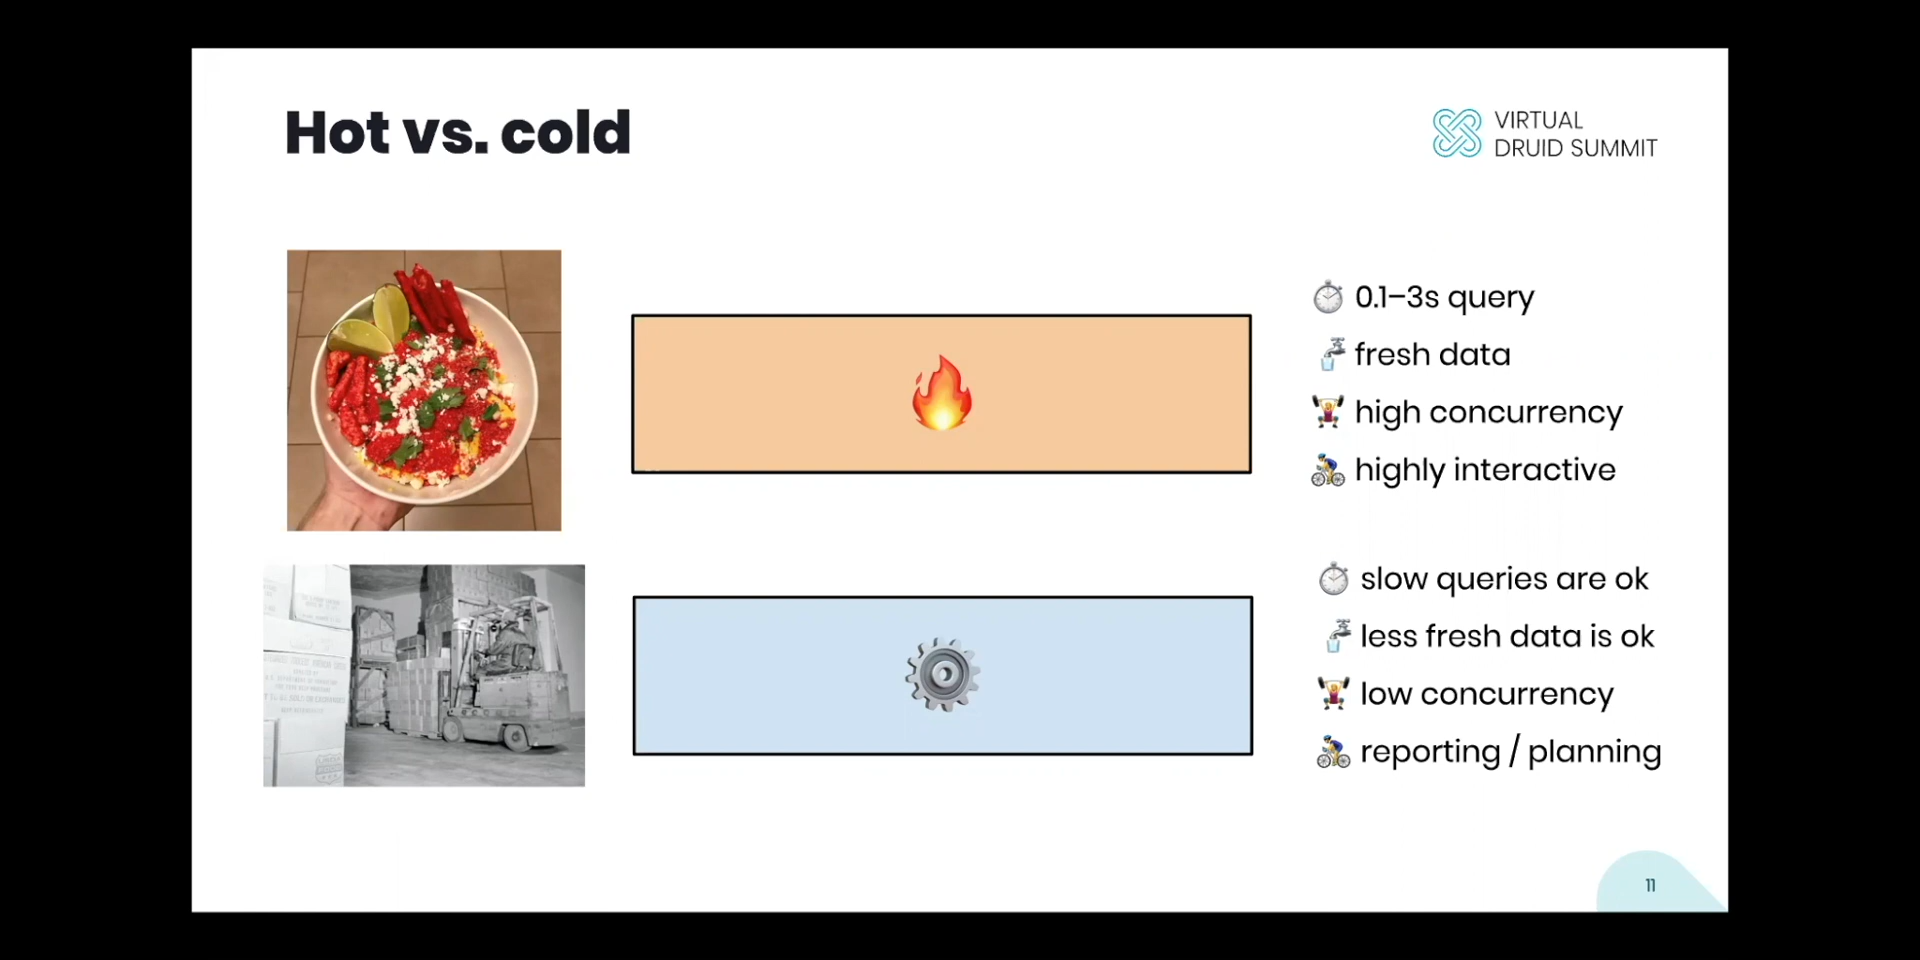 Hot vs. cold
VIRTUAL
DRUID SUMMIT
0.1–3s query
fresh data
high concurrency
highly interactive
slow queries are ok
less fresh data is ok
low concurrency
reporting / planning
11